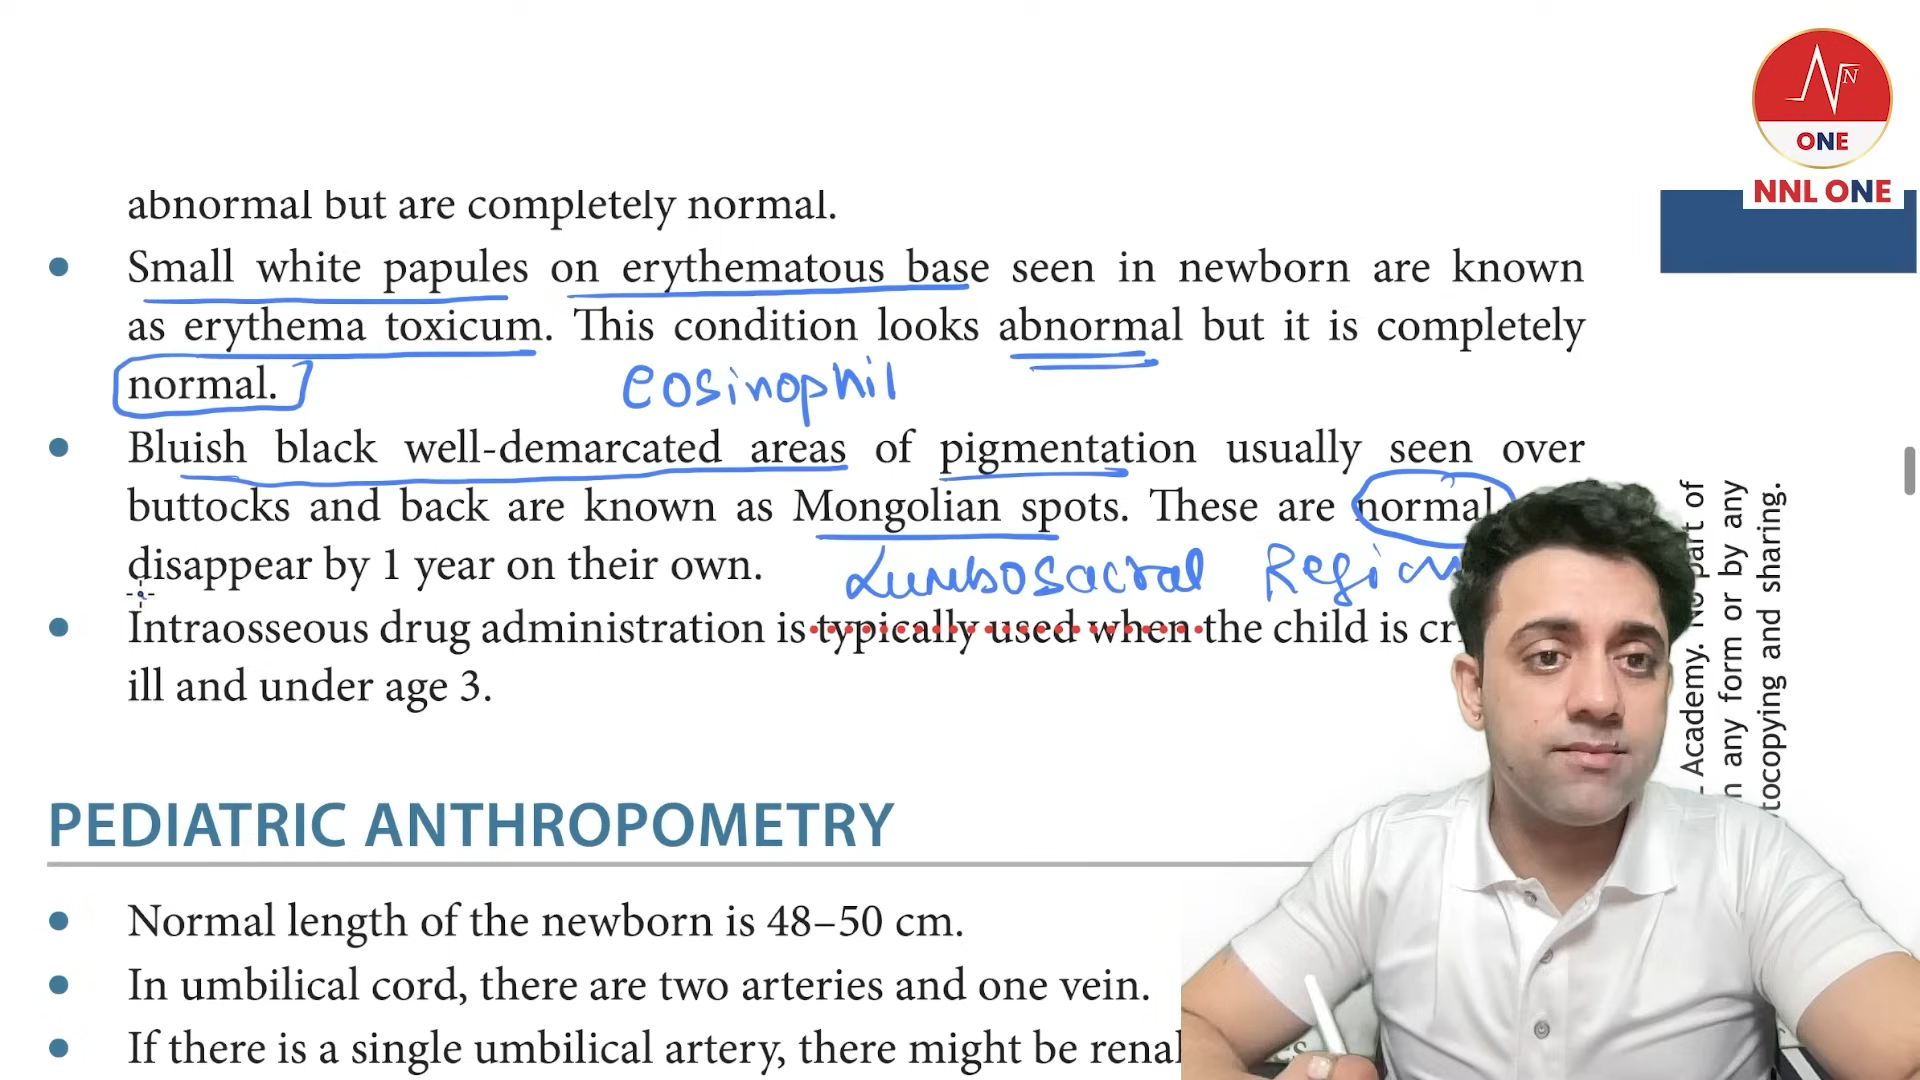 N
ONE
NNL ONE
abnormal but are completely normal.
Small white papules on erythematous base seen in newborn are known
as erythema toxicum. This condition looks abnormal but it is completely
normal.
eosinophil
Bluish black well-demarcated areas of pigmentation usually seen over
buttocks and back are known as Mongolian spots. These are normal
disappear by 1 year on their own.
Lumbosacral Region
Intraosseous drug administration is typically used when the child is
ill and under age 3.
PEDIATRIC ANTHROPOMETRY
Normal length of the newborn is 48–50 cm.
In umbilical cord, there are two arteries and one vein.
If there is a single umbilical artery, there might be renal
Academy. No part of
any form or by any
and sharing.